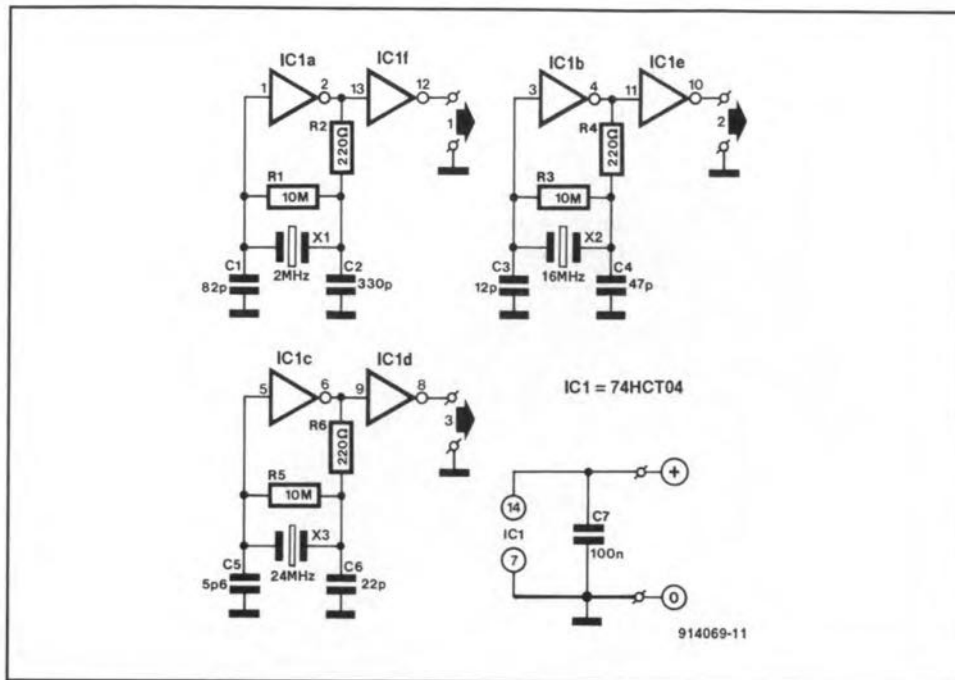 IC1a
IC1f
1
2
13
12
1
R2
220Ω
R1
10M
X1
2MHz
C1
82p
C2
330p
IC1b
IC1e
3
4
11
10
2
R4
220Ω
R3
10M
X2
16MHz
C3
12p
C4
47p
IC1c
IC1d
5
6
9
8
3
R6
220Ω
R5
10M
X3
24MHz
C5
5p6
C6
22p
IC1 = 74HCT04
14
IC1
7
C7
100n
+
0
914069-11